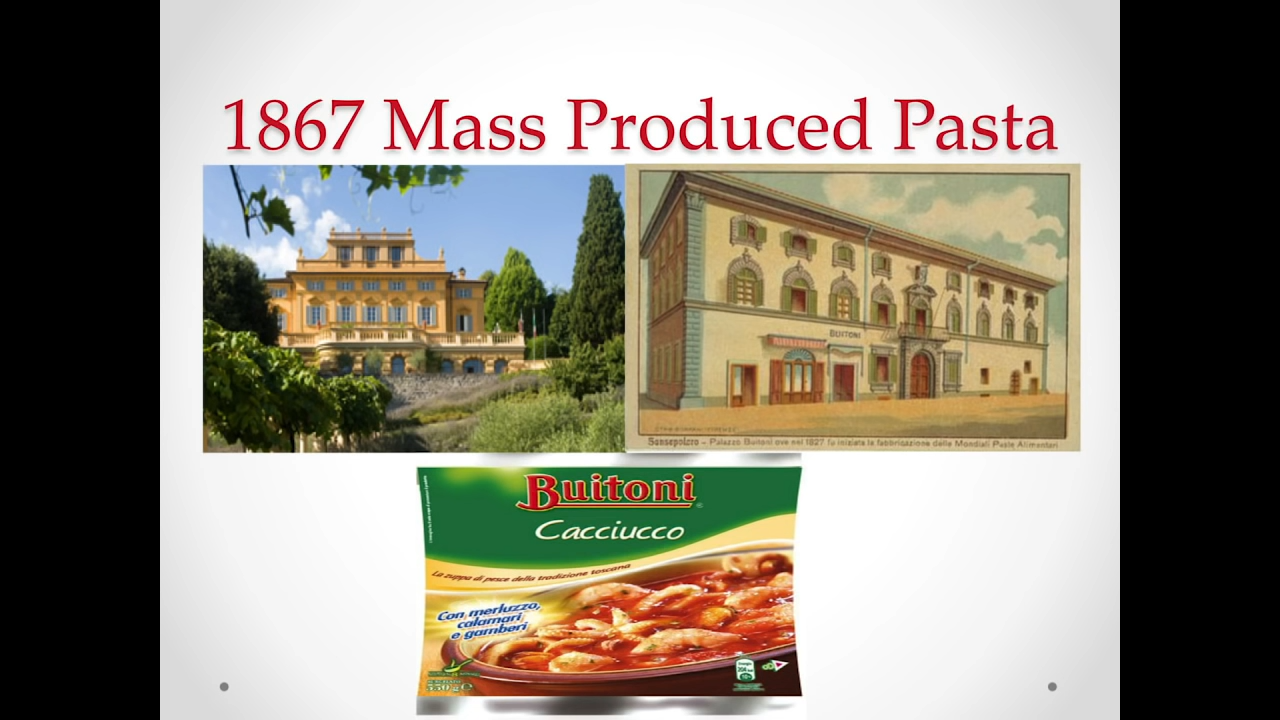 1867 Mass Produced Pasta
BUITONI
Sansepolcro – Palazzo Buitoni ove nel 1827 fu iniziata la fabbricazione delle Mondiali Paste Alimentari
Buitoni
Cacciucco
La zuppa di pesce della tradizione toscana
Con merluzzo,
calamari
e gamberi
550 g e